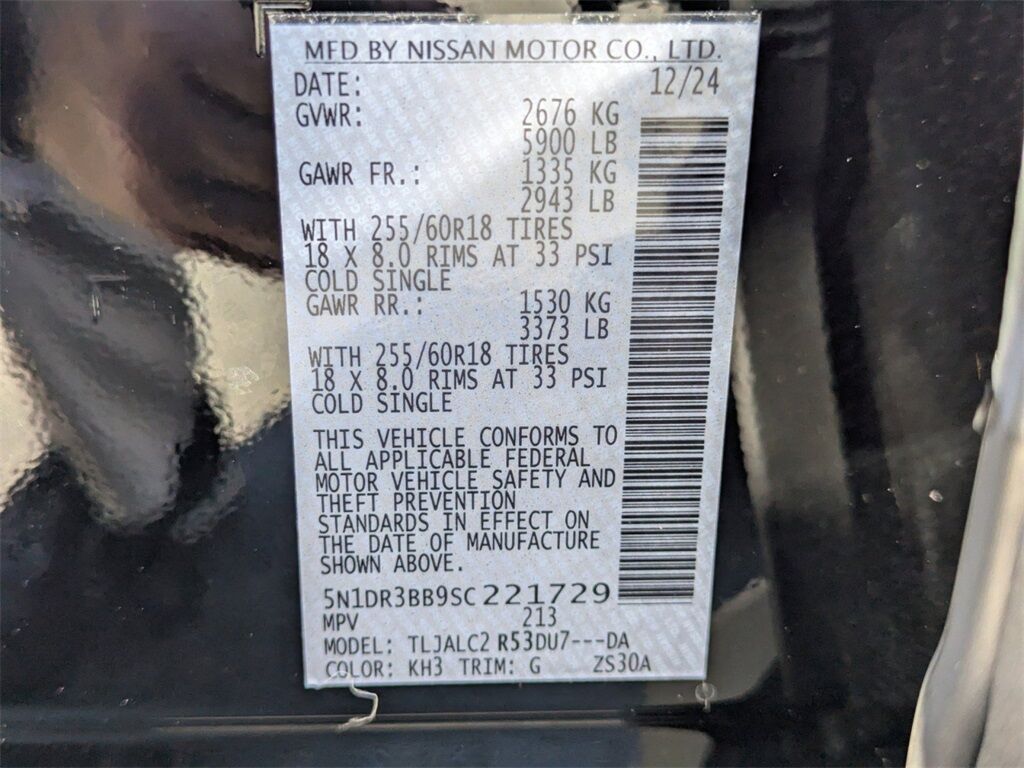 MFD BY NISSAN MOTOR CO., LTD.
DATE: 12/24
GVWR: 2676 KG
5900 LB
GAWR FR.: 1335 KG
2943 LB
WITH 255/60R18 TIRES
18 X 8.0 RIMS AT 33 PSI
COLD SINGLE
GAWR RR.: 1530 KG
3373 LB
WITH 255/60R18 TIRES
18 X 8.0 RIMS AT 33 PSI
COLD SINGLE
THIS VEHICLE CONFORMS TO
ALL APPLICABLE FEDERAL
MOTOR VEHICLE SAFETY AND
THEFT PREVENTION
STANDARDS IN EFFECT ON
THE DATE OF MANUFACTURE
SHOWN ABOVE.
5N1DR3BB9SC 221729
MPV 213
MODEL: TLJALC2 R53DU7---DA
COLOR: KH3 TRIM: G ZS30A